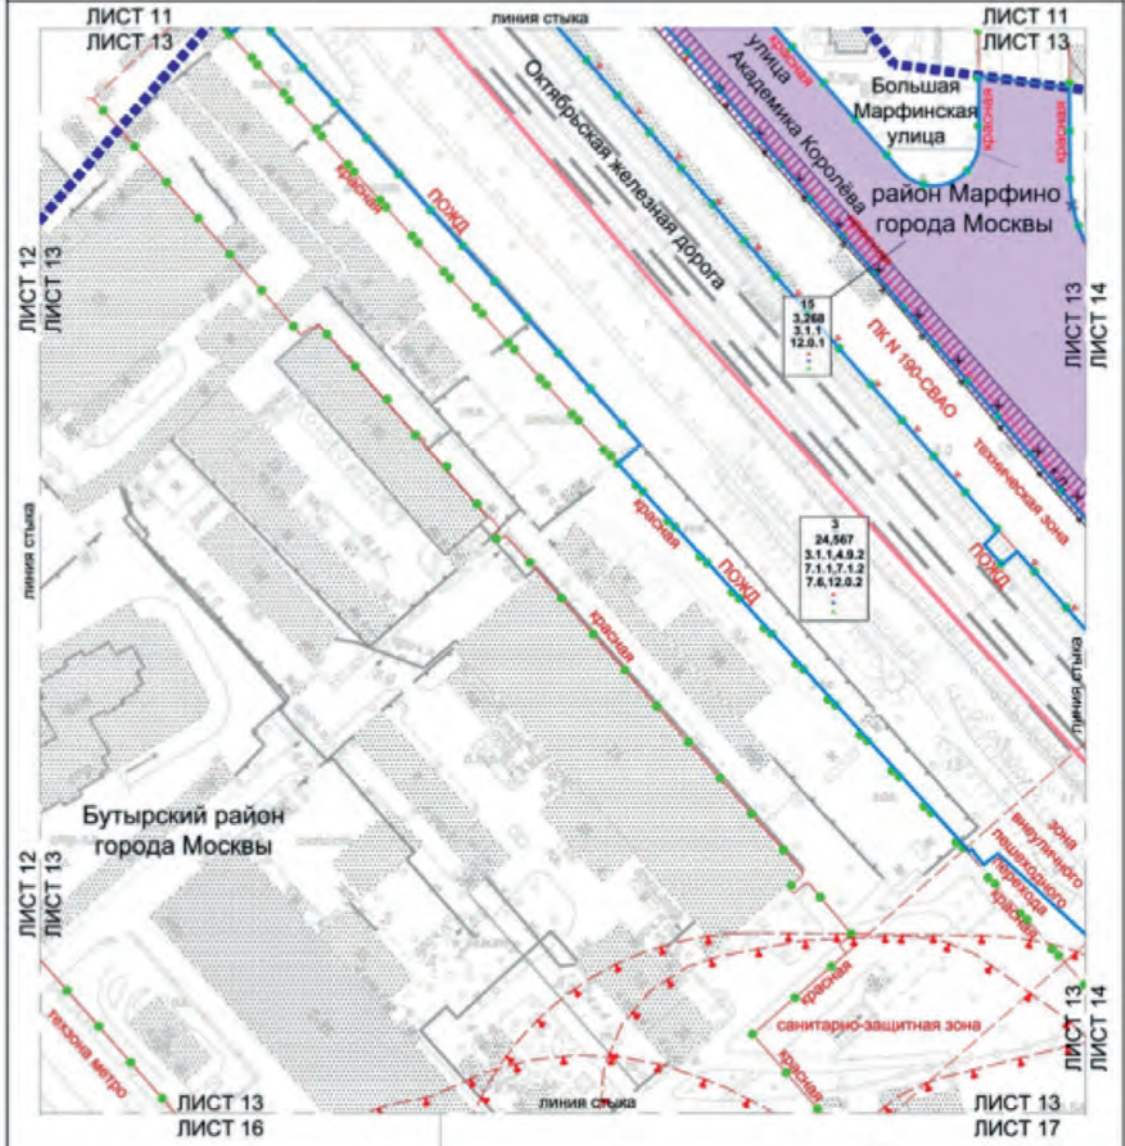 ЛИСТ 11
ЛИСТ 13
линия стыка
ЛИСТ 11
ЛИСТ 13
красная
улица
Академика Королёва
Большая
Марфинская
улица
красная
красная
Октябрьская железная дорога
район Марфино
города Москвы
красная
ПОЖД
ЛИСТ 12
ЛИСТ 13
ЛИСТ 13
ЛИСТ 14
15
3,268
3.1.1
12.0.1
ПК N 190-СВАО
техническая зона
ПОЖД
линия стыка
3
24,567
3.1.1,4.9.2
7.1.1,7.1.2
7.6,12.0.2
красная
ПОЖД
красная
линия стыка
Бутырский район
города Москвы
зона
внеуличного
пешеходного
перехода
красная
ЛИСТ 12
ЛИСТ 13
красная
санитарно-защитная зона
красная
ЛИСТ 13
ЛИСТ 14
техзона метро
линия стыка
ЛИСТ 13
ЛИСТ 16
ЛИСТ 13
ЛИСТ 17